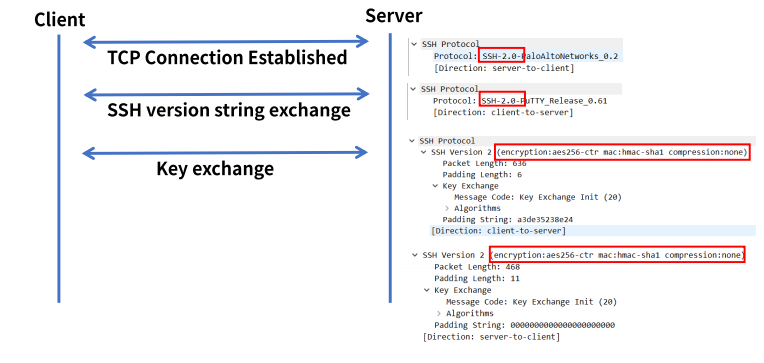 Client
Server
TCP Connection Established
SSH version string exchange
Key exchange
SSH Protocol
Protocol: SSH-2.0-PaloAltoNetworks_0.2
[Direction: server-to-client]
SSH Protocol
Protocol: SSH-2.0-PuTTY_Release_0.61
[Direction: client-to-server]
SSH Protocol
SSH Version 2 (encryption:aes256-ctr mac:hmac-sha1 compression:none)
Packet Length: 636
Padding Length: 6
Key Exchange
Message Code: Key Exchange Init (20)
Algorithms
Padding String: a3de35238e24
[Direction: client-to-server]
SSH Version 2 (encryption:aes256-ctr mac:hmac-sha1 compression:none)
Packet Length: 468
Padding Length: 11
Key Exchange
Message Code: Key Exchange Init (20)
Algorithms
Padding String: 0000000000000000000000
[Direction: server-to-client]